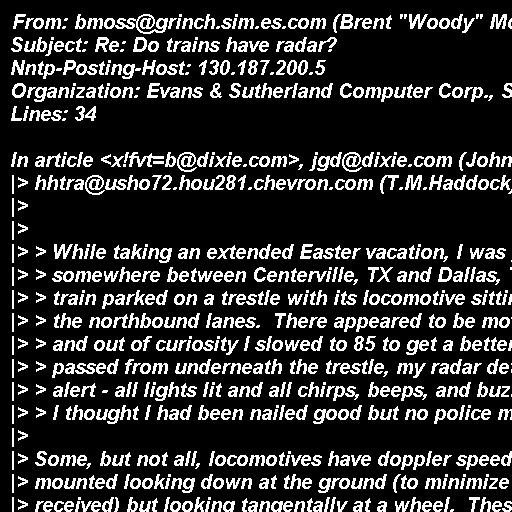 From: bmoss@grinch.sim.es.com (Brent "Woody"
Subject: Re: Do trains have radar?
Nntp-Posting-Host: 130.187.200.5
Organization: Evans & Sutherland Computer Corp.,
Lines: 34

In article <x!fvt=b@dixie.com>, jgd@dixie.com (John
|> hhtra@usho72.hou281.chevron.com (T.M.Haddock)
|>
|>
|> > While taking an extended Easter vacation, I was
|> > somewhere between Centerville, TX and Dallas,
|> > train parked on a trestle with its locomotive
|> > the northbound lanes.  There appeared to be
|> > and out of curiosity I slowed to 85 to get a better
|> > passed from underneath the trestle, my radar
|> > alert - all lights lit and all chirps, beeps, and
|> > I thought I had been nailed good but no police
|>
|> Some, but not all, locomotives have doppler speed
|> mounted looking down at the ground (to minimize
|> received) but looking tangentally at a wheel.